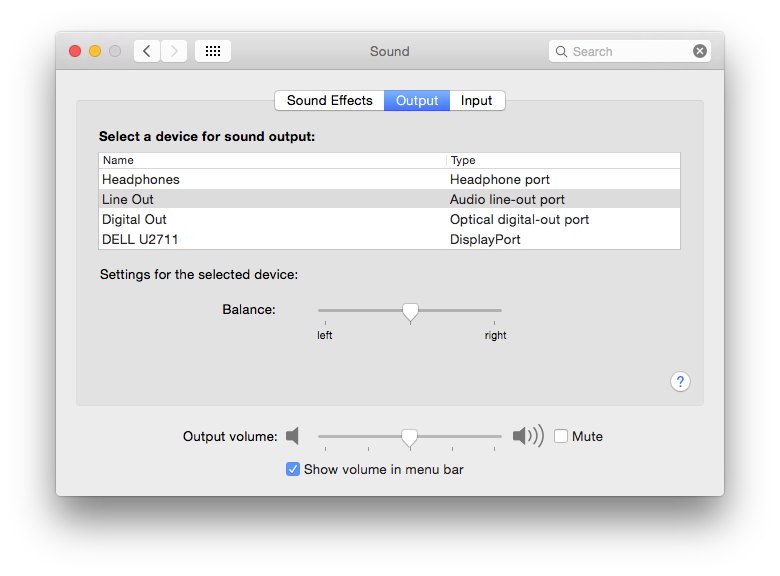 Sound
Search
Sound Effects Output Input
Select a device for sound output:
Name Type
Headphones Headphone port
Line Out Audio line-out port
Digital Out Optical digital-out port
DELL U2711 DisplayPort
Settings for the selected device:
Balance:
left right
?
Output volume: Mute
Show volume in menu bar